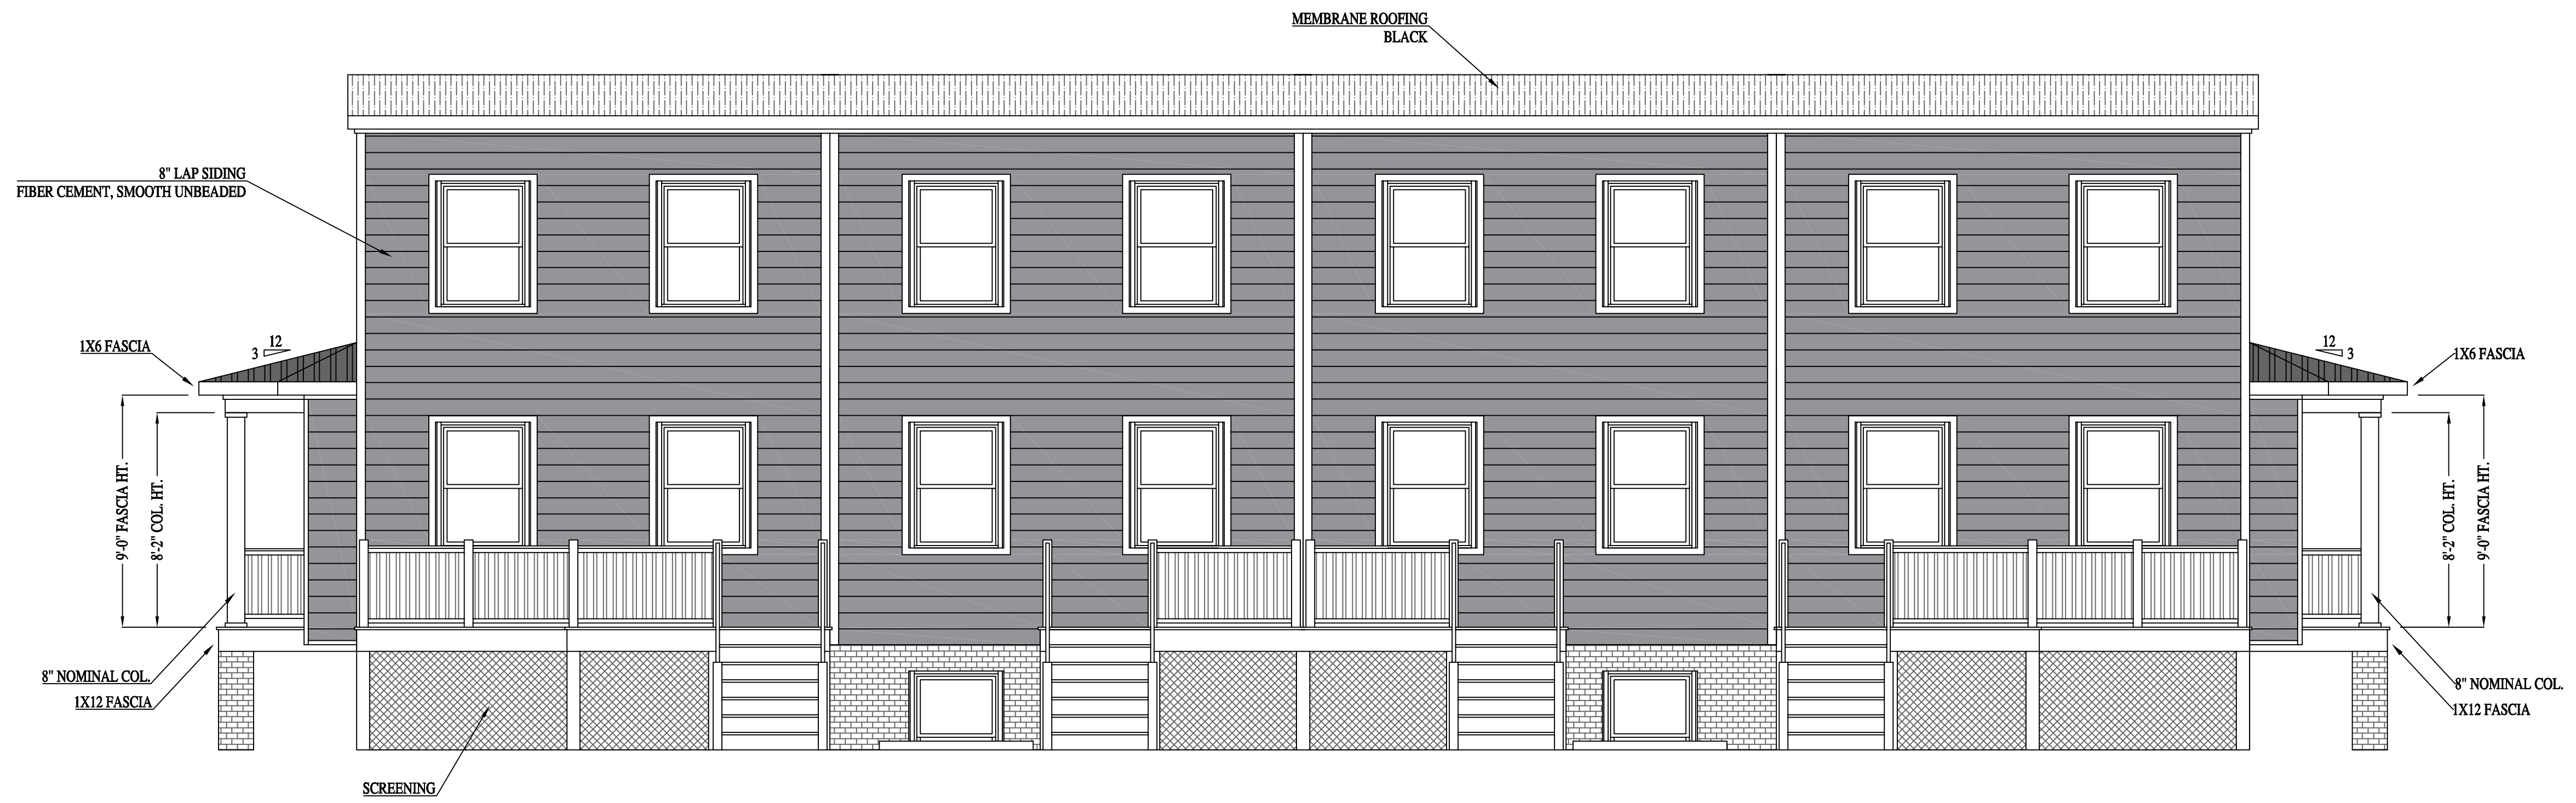 MEMBRANE ROOFING
BLACK
8" LAP SIDING
FIBER CEMENT, SMOOTH UNBEADED
1X6 FASCIA
12
3
9'-0" FASCIA HT.
8'-2" COL. HT.
8" NOMINAL COL.
1X12 FASCIA
SCREENING
12
3
1X6 FASCIA
8'-2" COL. HT.
9'-0" FASCIA HT.
8" NOMINAL COL.
1X12 FASCIA